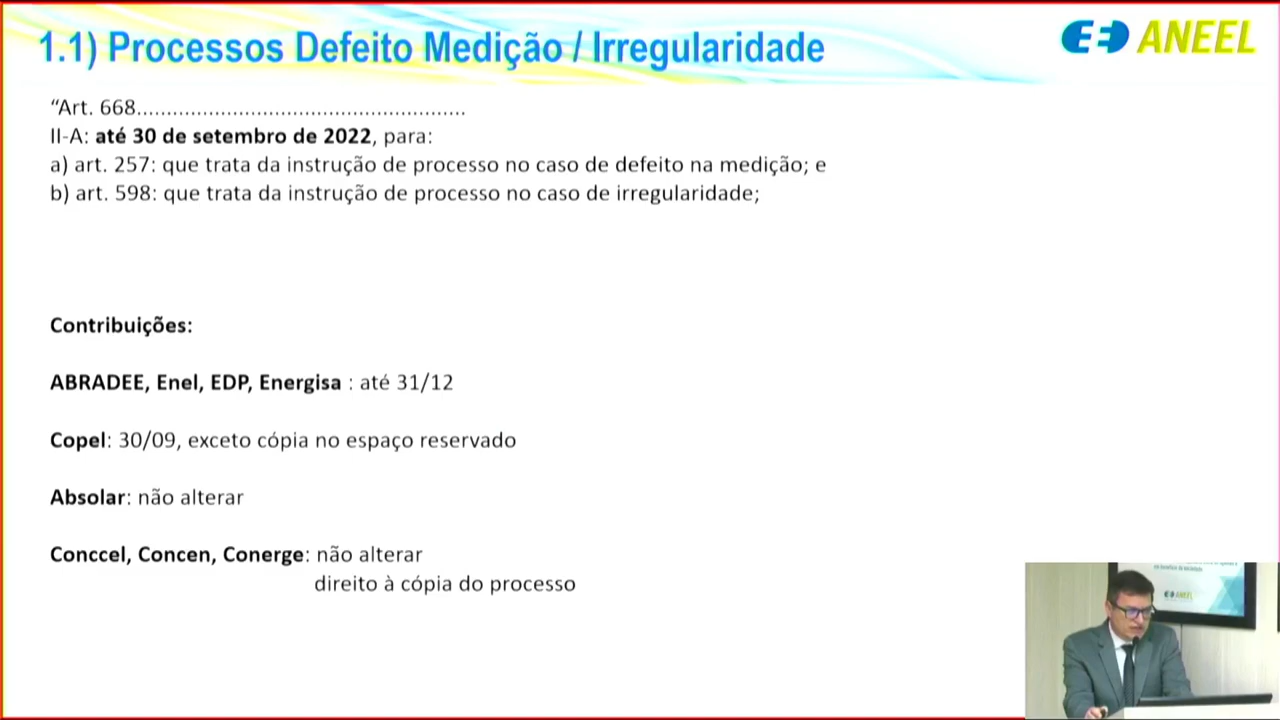 1.1) Processos Defeito Medição / Irregularidade
ANEEL
“Art. 668.......................................................
II-A: até 30 de setembro de 2022, para:
a) art. 257: que trata da instrução de processo no caso de defeito na medição; e
b) art. 598: que trata da instrução de processo no caso de irregularidade;
Contribuições:
ABRADEE, Enel, EDP, Energisa : até 31/12
Copel: 30/09, exceto cópia no espaço reservado
Absolar: não alterar
Conccel, Concen, Conerge: não alterar
direito à cópia do processo
ANEEL